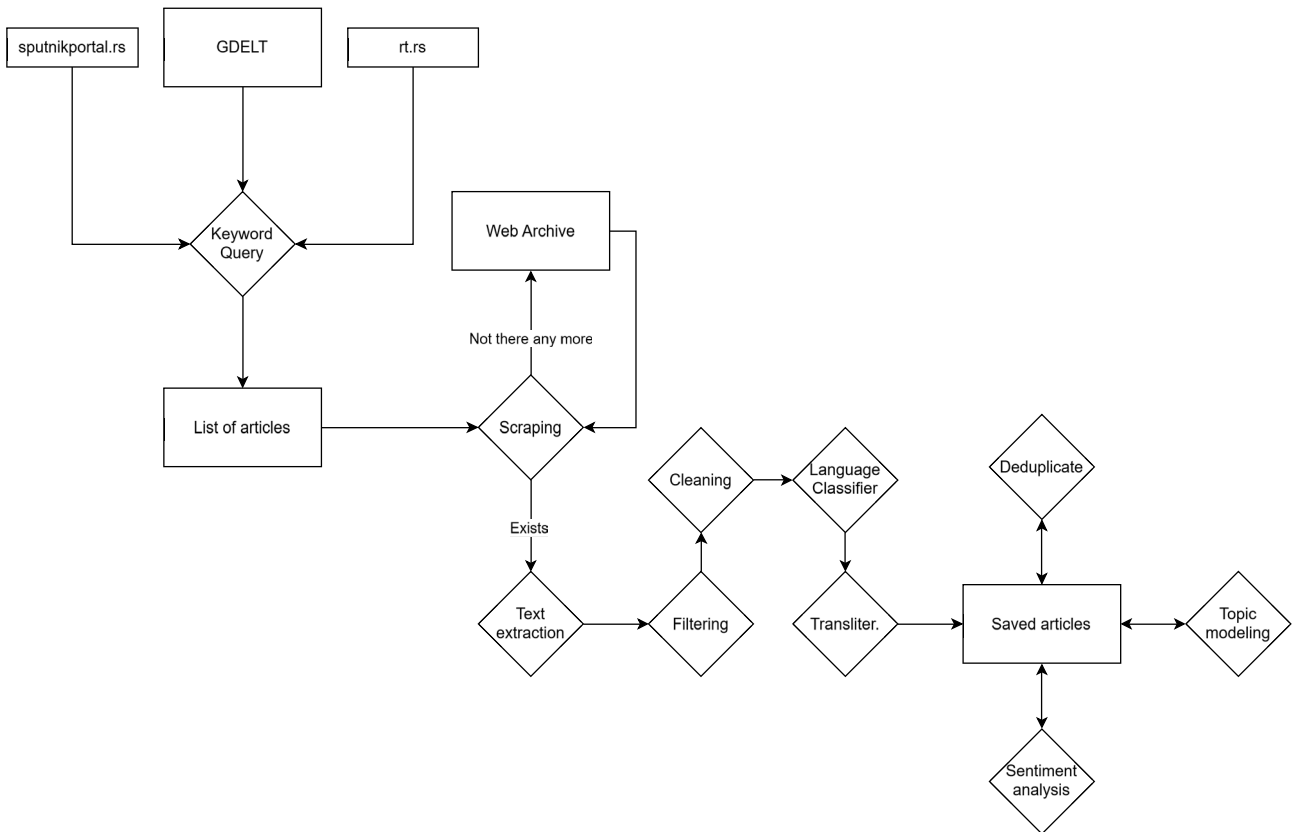 sputnikportal.rs
GDELT
rt.rs
Keyword
Query
Web Archive
Not there any more
List of articles
Scraping
Exists
Cleaning
Language
Classifier
Deduplicate
Text
extraction
Filtering
Transliter.
Saved articles
Topic
modeling
Sentiment
analysis